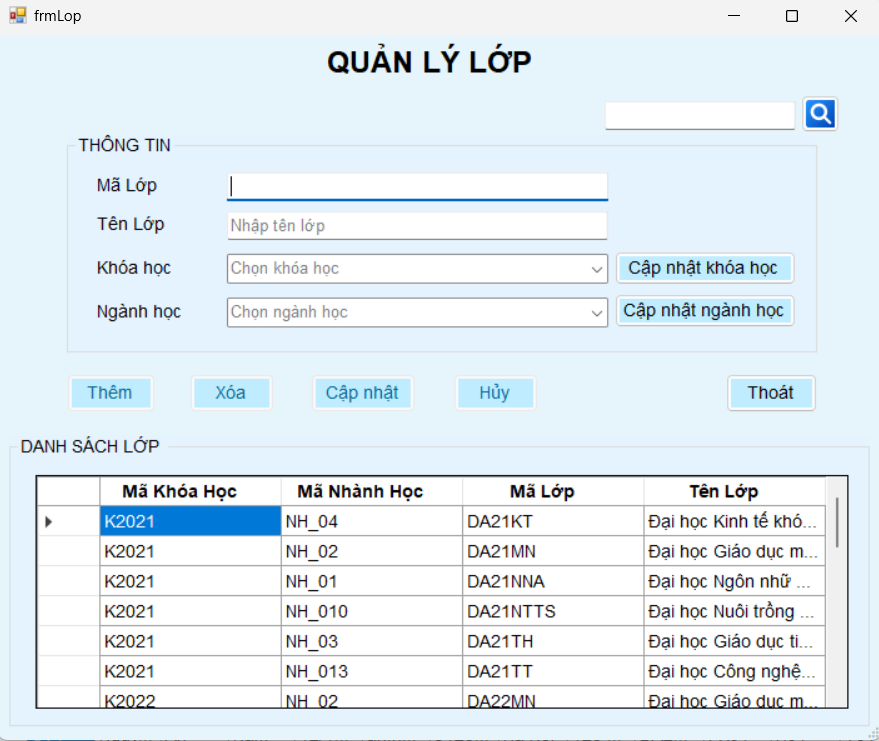 frmLop
QUẢN LÝ LỚP
THÔNG TIN
Mã Lớp
Tên Lớp Nhập tên lớp
Khóa học Chọn khóa học Cập nhật khóa học
Ngành học Chọn ngành học Cập nhật ngành học
Thêm Xóa Cập nhật Hủy Thoát
DANH SÁCH LỚP
Mã Khóa Học Mã Nhành Học Mã Lớp Tên Lớp
K2021 NH_04 DA21KT Đại học Kinh tế khó...
K2021 NH_02 DA21MN Đại học Giáo dục m...
K2021 NH_01 DA21NNA Đại học Ngôn nhữ ...
K2021 NH_010 DA21NTTS Đại học Nuôi trồng ...
K2021 NH_03 DA21TH Đại học Giáo dục ti...
K2021 NH_013 DA21TT Đại học Công nghệ...
K2022 NH_02 DA22MN Đại học Giáo dục m...